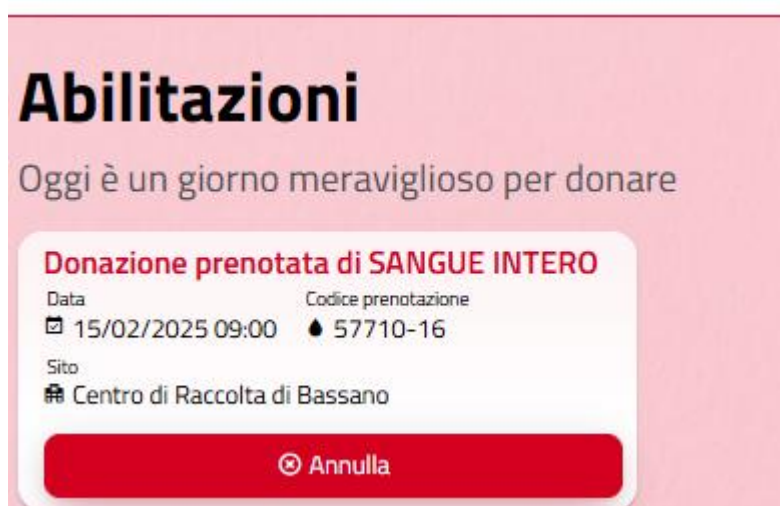 Abilitazioni
Oggi è un giorno meraviglioso per donare
Donazione prenotata di SANGUE INTERO
Data
15/02/2025 09:00
Codice prenotazione
57710-16
Sito
Centro di Raccolta di Bassano
Annulla